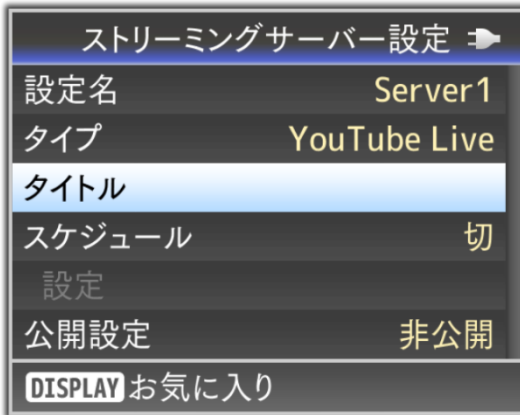 ストリーミングサーバー設定
設定名 Server1
タイプ YouTube Live
タイトル
スケジュール 切
設定
公開設定 非公開
DISPLAY お気に入り